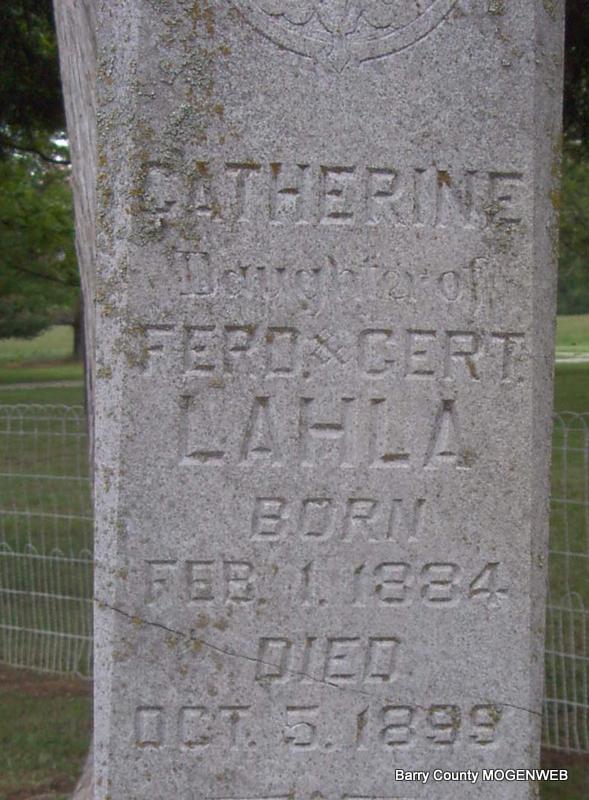 CATHERINE
Daughter of
FERD. & GERT.
LAHLA
BORN
FEB. 1. 1884
DIED
OCT. 5. 1899
Barry County MOGENWEB